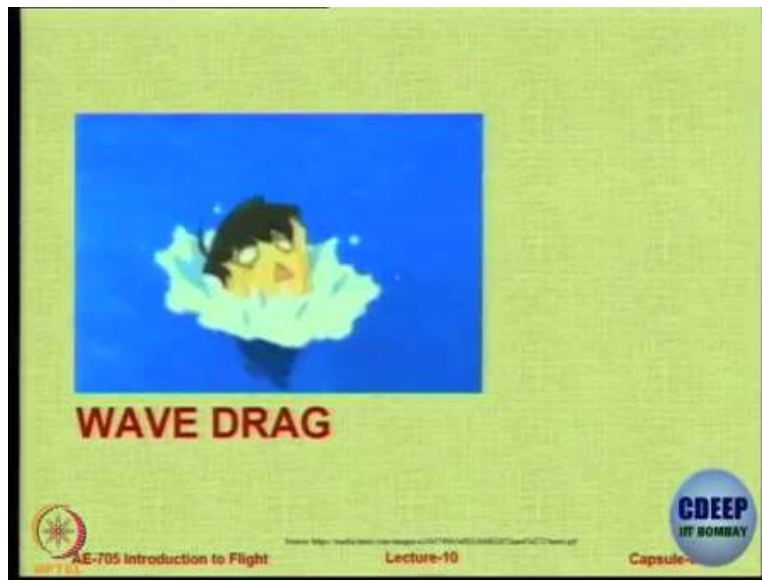 WAVE DRAG
CDEEP
IIT BOMBAY
NPTEL
AE-705 Introduction to Flight
Lecture-10